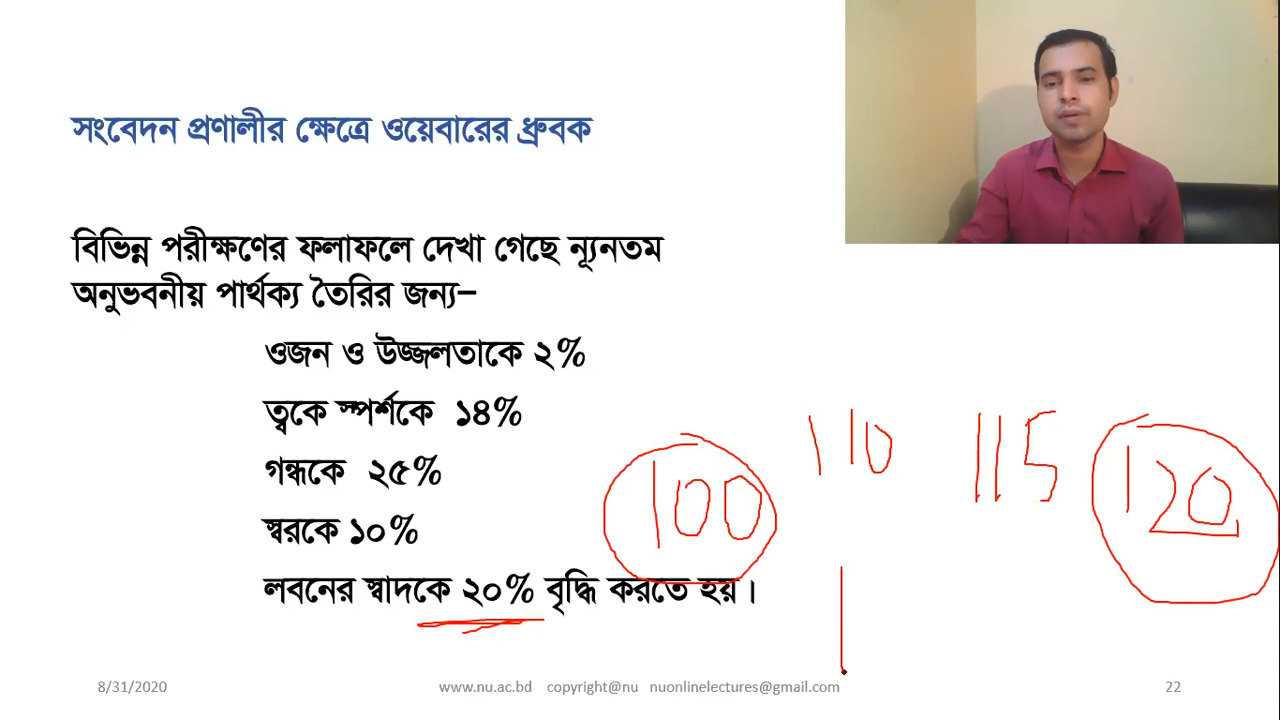 সংবেদন প্রণালীর ক্ষেত্রে ওয়েবারের ধ্রুবক
বিভিন্ন পরীক্ষণের ফলাফলে দেখা গেছে ন্যূনতম
অনুভবনীয় পার্থক্য তৈরির জন্য–
ওজন ও উজ্জলতাকে ২%
ত্বকে স্পর্শকে ১৪%
গন্ধকে ২৫%
স্বরকে ১০%
লবনের স্বাদকে ২০% বৃদ্ধি করতে হয়।
100 110 115 120
8/31/2020 www.nu.ac.bd copyright@nu nuonlinelectures@gmail.com 22